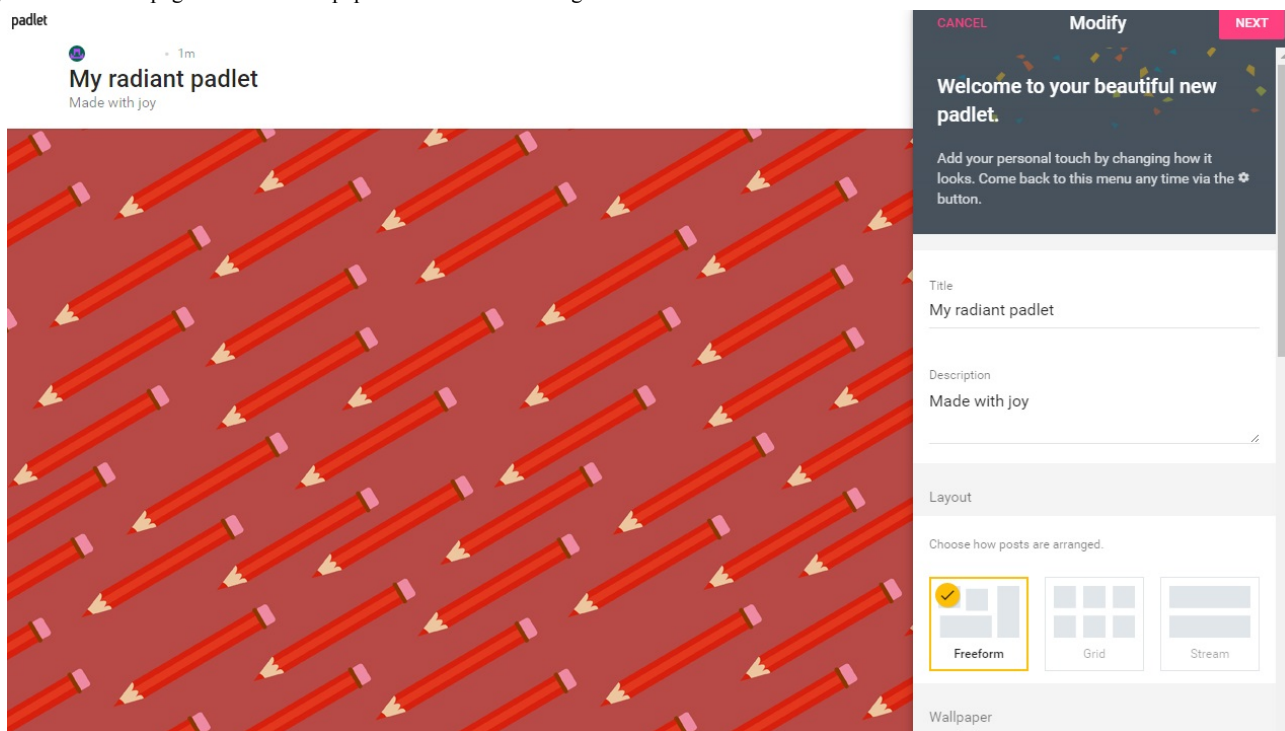 padlet
1m
My radiant padlet
Made with joy
CANCEL
Modify
NEXT
Welcome to your beautiful new
padlet.
Add your personal touch by changing how it
looks. Come back to this menu any time via the
button.
Title
My radiant padlet
Description
Made with joy
Layout
Choose how posts are arranged.
Freeform
Grid
Stream
Wallpaper